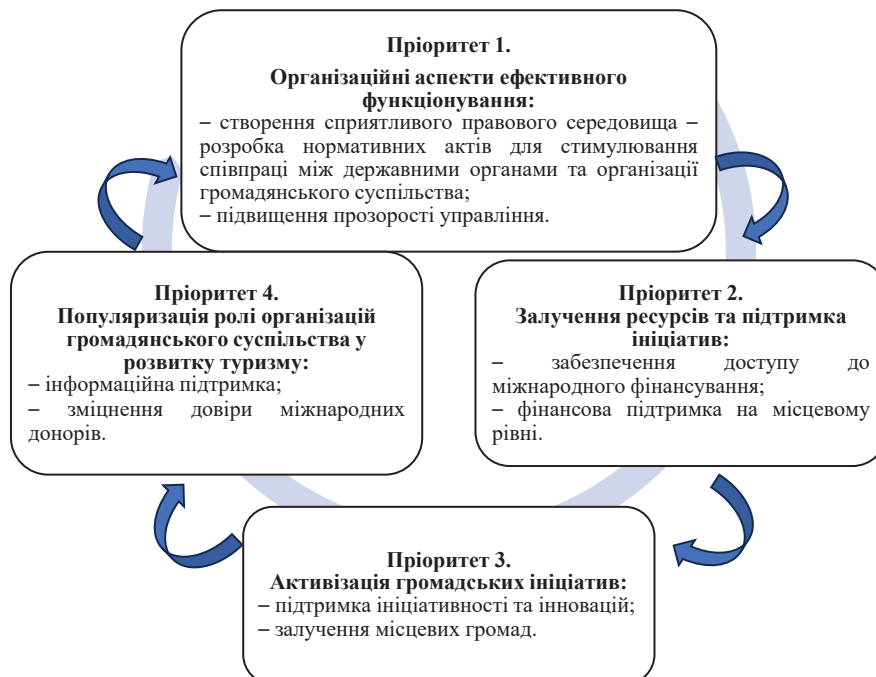 Пріоритет 1.
Організаційні аспекти ефективного
функціонування:
– створення сприятливого правового середовища –
розробка нормативних актів для стимулювання
співпраці між державними органами та організації
громадянського суспільства;
– підвищення прозорості управління.
Пріоритет 2.
Залучення ресурсів та підтримка
ініціатив:
– забезпечення доступу до
міжнародного фінансування;
– фінансова підтримка на місцевому
рівні.
Пріоритет 3.
Активізація громадських ініціатив:
– підтримка ініціативності та інновацій;
– залучення місцевих громад.
Пріоритет 4.
Популяризація ролі організацій
громадянського суспільства у
розвитку туризму:
– інформаційна підтримка;
– зміцнення довіри міжнародних
донорів.